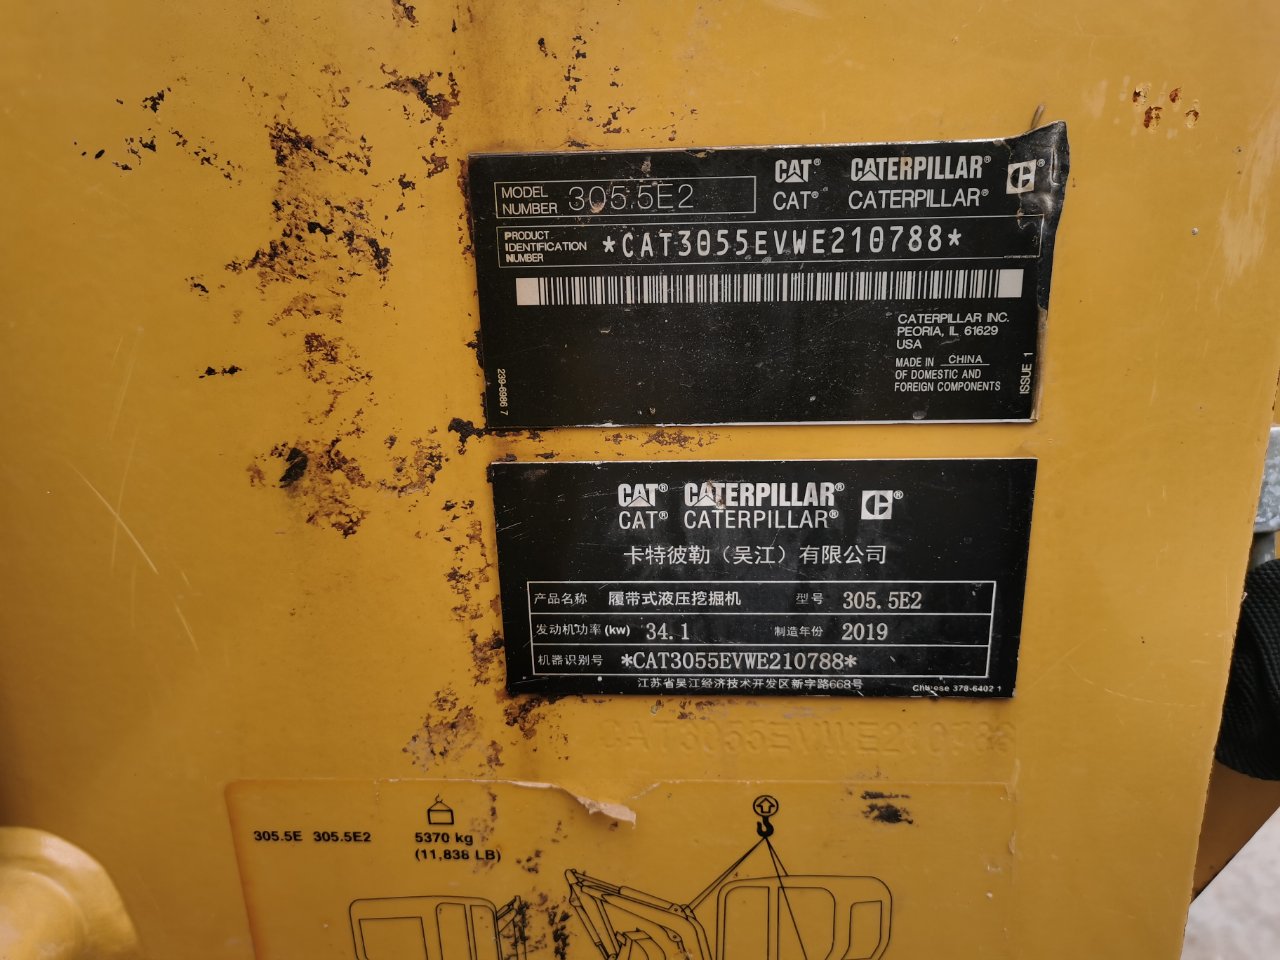 MODEL NUMBER 305.5E2
CAT® CATERPILLAR®
CAT® CATERPILLAR®
PRODUCT IDENTIFICATION NUMBER *CAT3055EVWE210788*
CATERPILLAR INC.
PEORIA, IL 61629
USA
MADE IN CHINA
OF DOMESTIC AND
FOREIGN COMPONENTS
ISSUE 1
239-6986 7
CAT® CATERPILLAR®
CAT® CATERPILLAR®
卡特彼勒（吴江）有限公司
产品名称 履带式液压挖掘机 型号 305.5E2
发动机功率(kw) 34.1 制造年份 2019
机器识别号 *CAT3055EVWE210788*
江苏省吴江经济技术开发区新字路668号
Chinese 378-6402 1
CAT3055EVWE210788
305.5E 305.5E2 5370 kg
(11,838 LB)